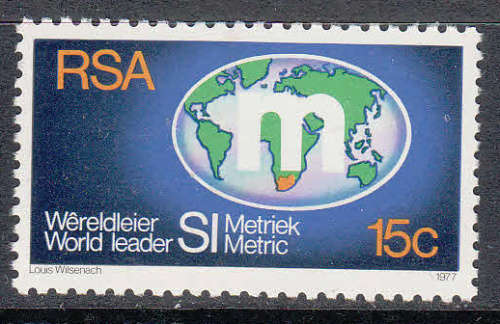 RSA
m
Wêreldleier SI Metriek
World leader Metric
15c
Louis Wilsenach
1977